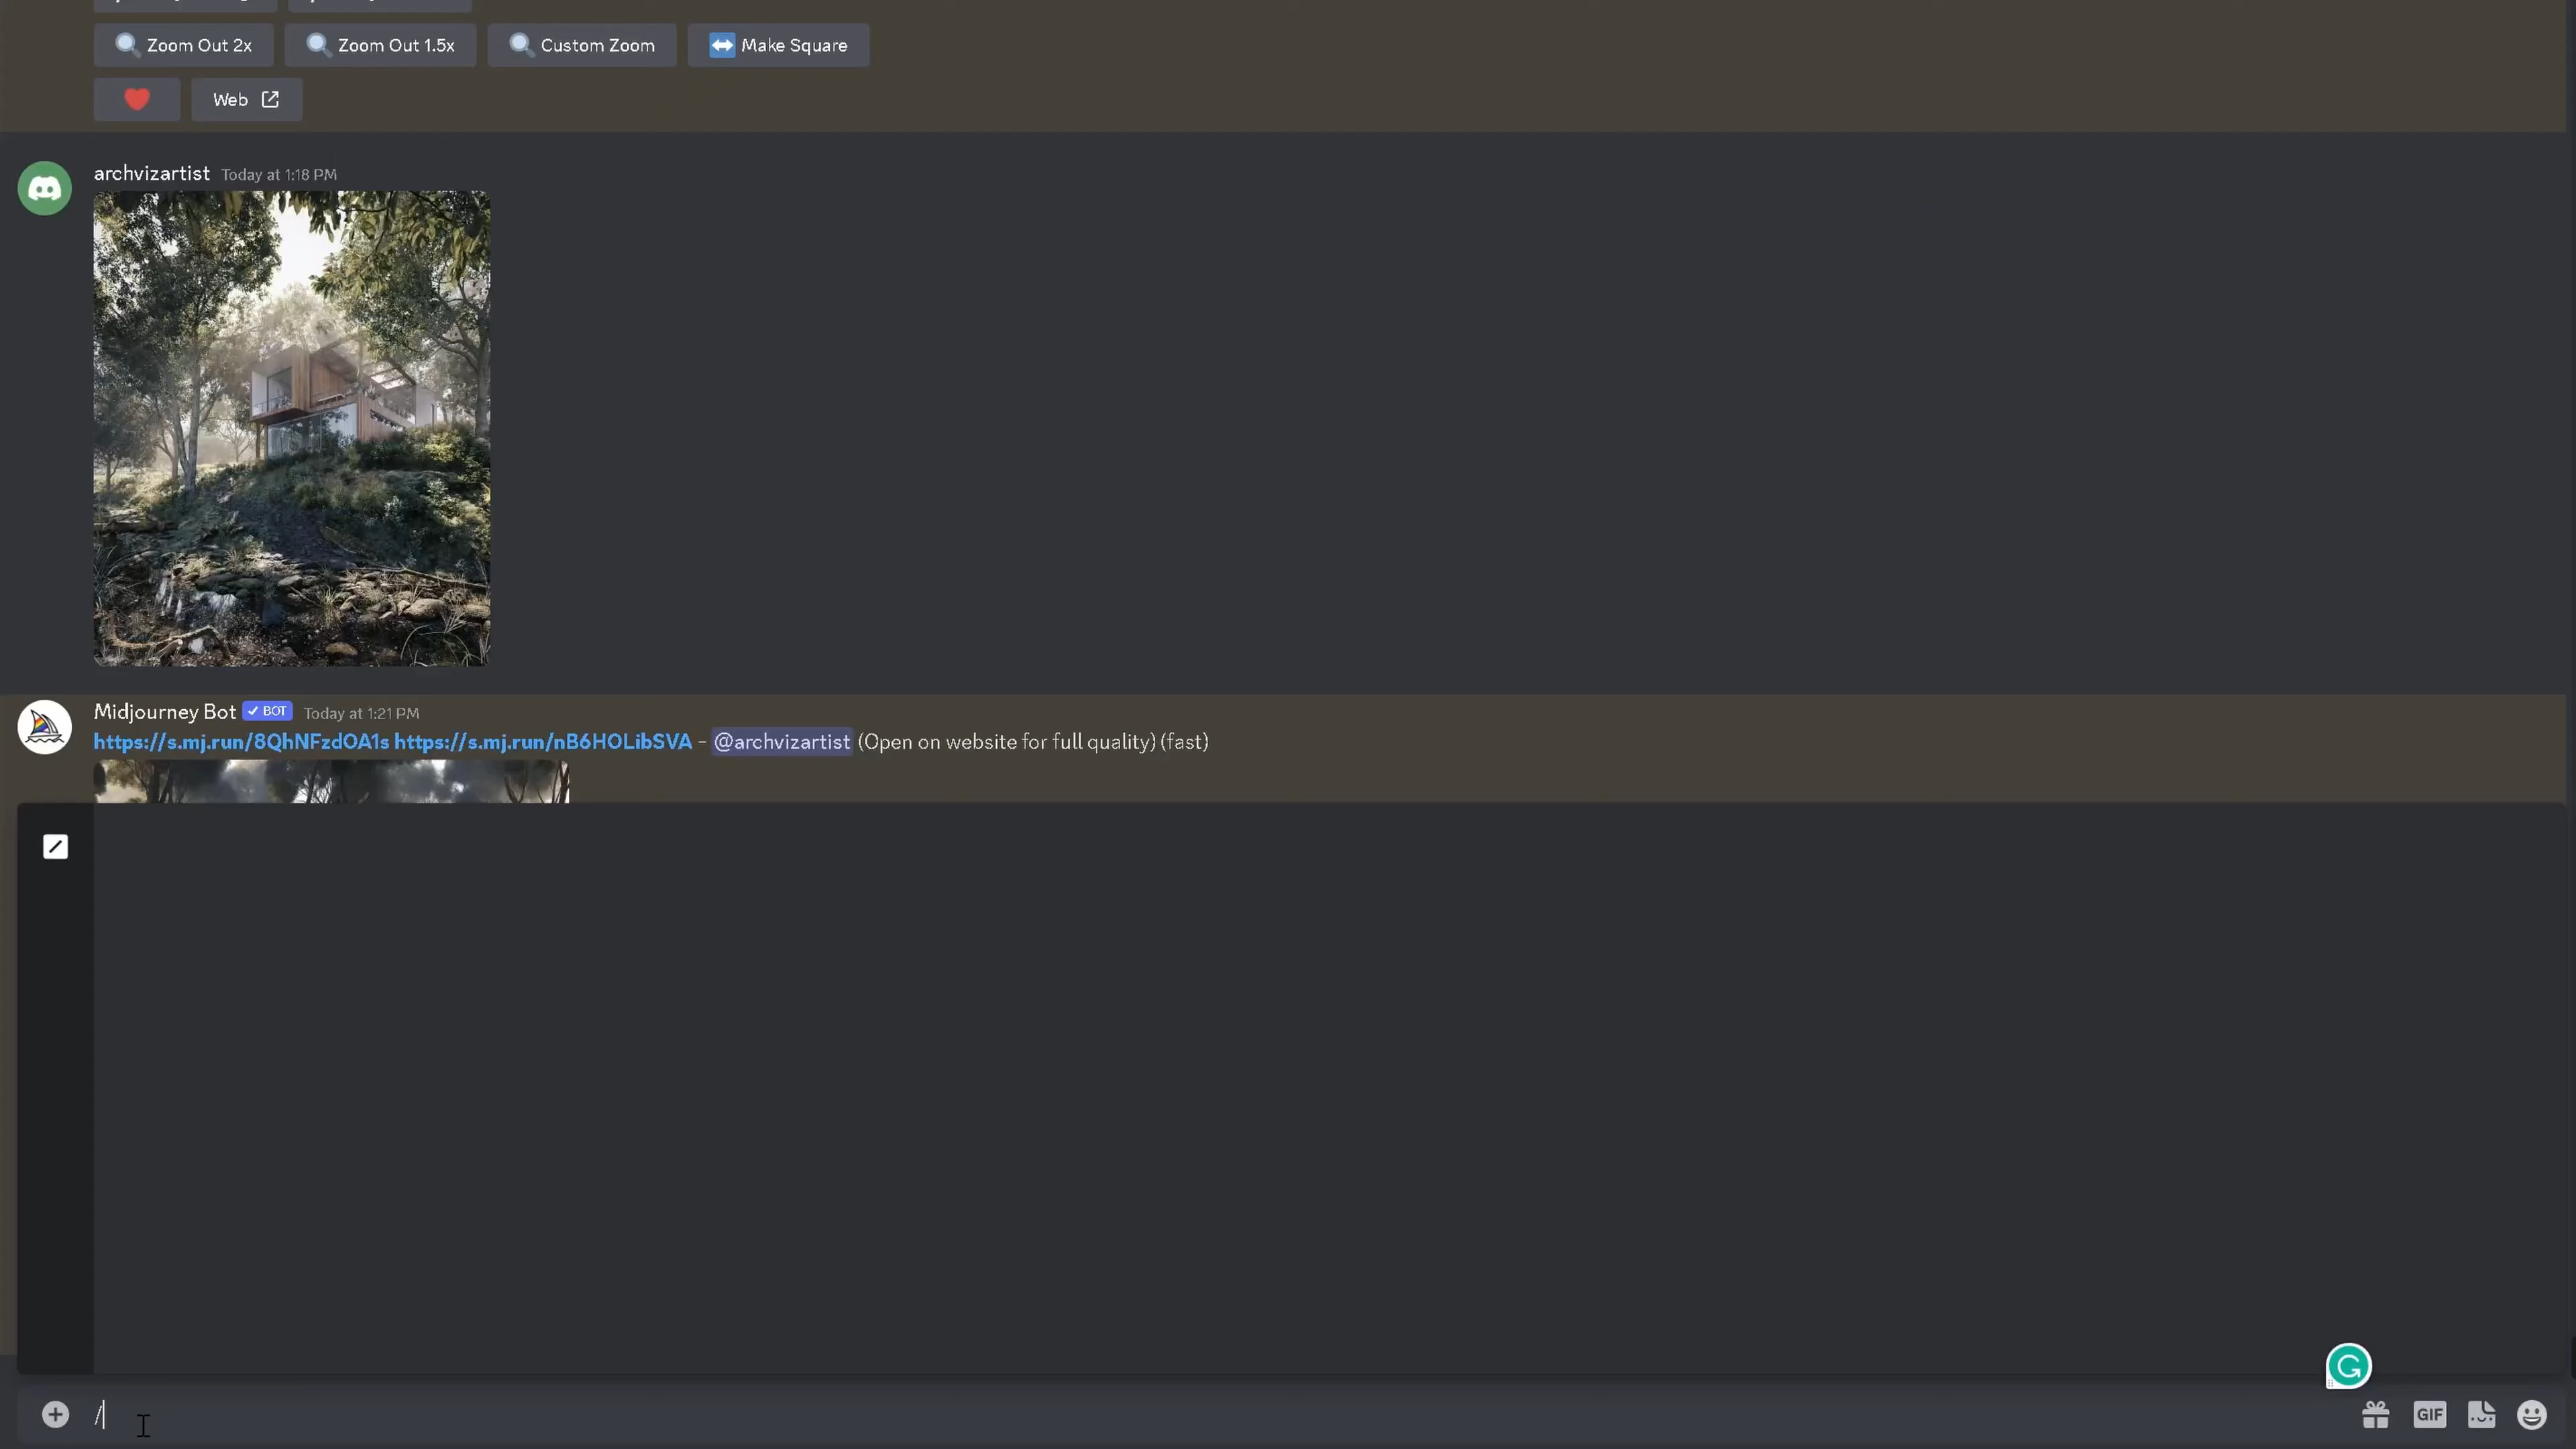 Zoom Out 2x Zoom Out 1.5x Custom Zoom Make Square
Web
archvizartist Today at 1:18 PM
Midjourney Bot BOT Today at 1:21 PM
https://s.mj.run/8QhNFzdOA1s https://s.mj.run/nB6HOLibSVA - @archvizartist (Open on website for full quality) (fast)
/
GIF